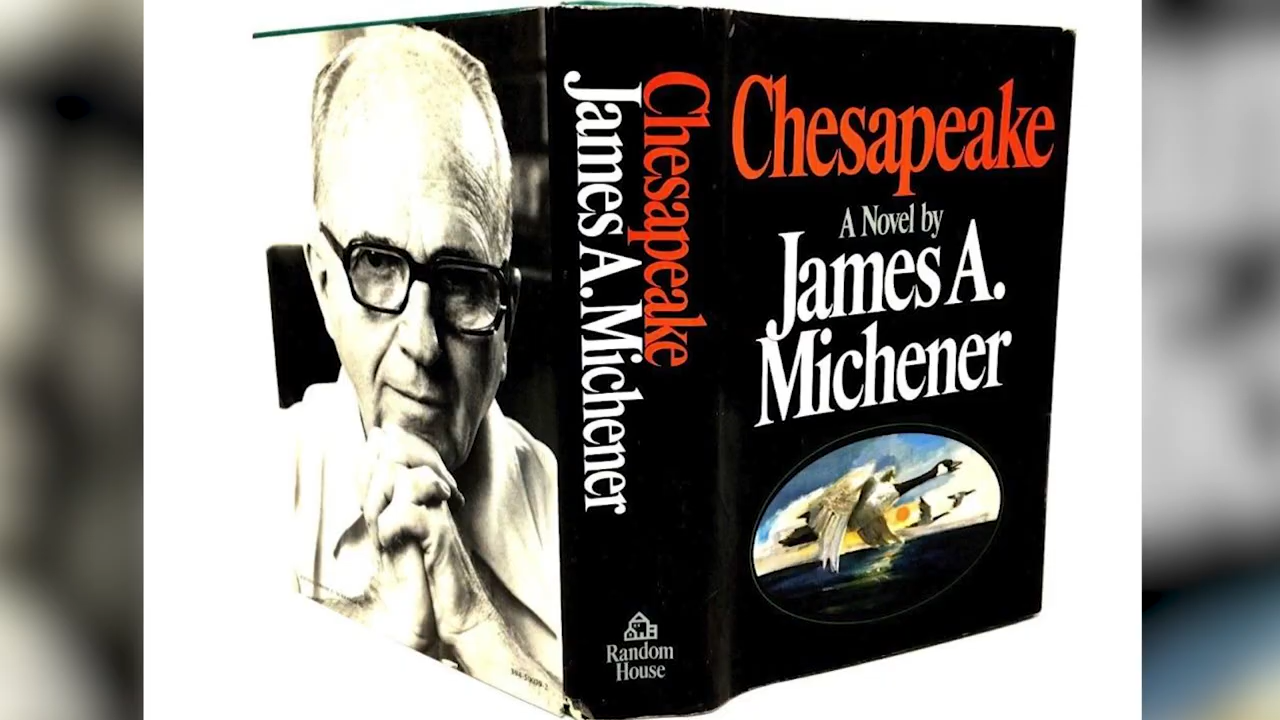 Chesapeake
James A. Michener
Random
House
Chesapeake
A Novel by
James A.
Michener